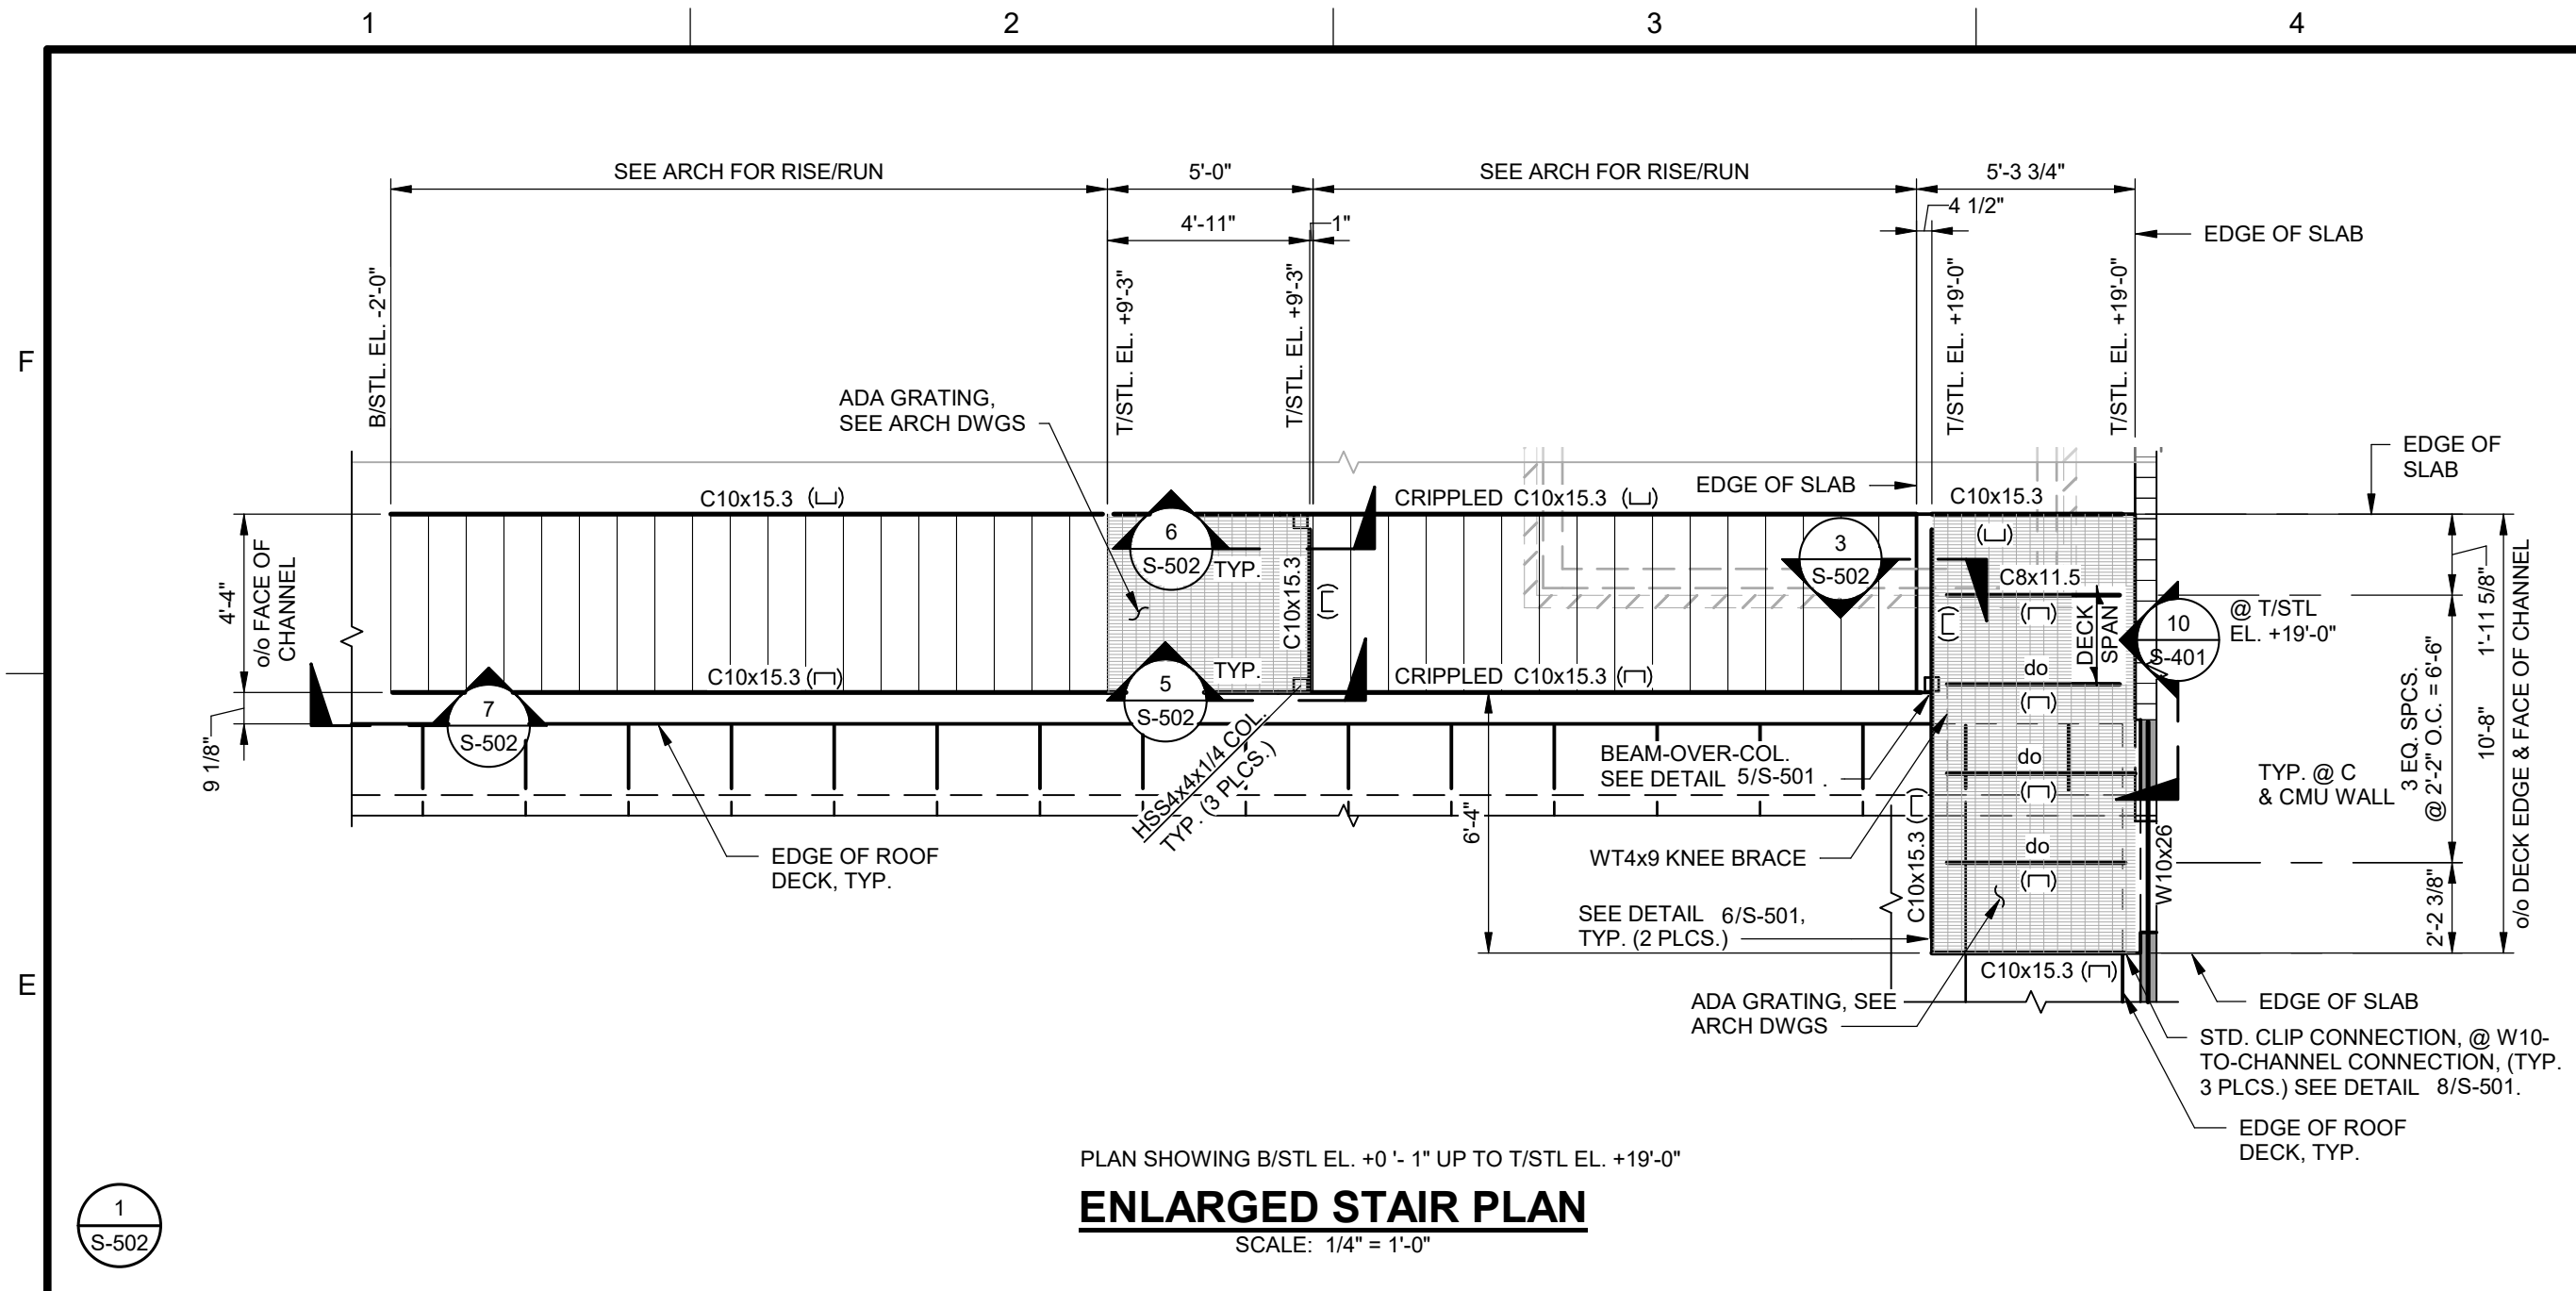 1
2
3
4
F
E
SEE ARCH FOR RISE/RUN
5'-0"
SEE ARCH FOR RISE/RUN
5'-3 3/4"
4'-11"
1"
4 1/2"
EDGE OF SLAB
B/STL. EL. -2'-0"
T/STL. EL. +9'-3"
T/STL. EL. +9'-3"
T/STL. EL. +19'-0"
T/STL. EL. +19'-0"
ADA GRATING,
SEE ARCH DWGS
EDGE OF
SLAB
C10x15.3
CRIPPLED C10x15.3
EDGE OF SLAB
C10x15.3
6
S-502
TYP.
3
S-502
C8x11.5
4'-4"
o/o FACE OF
CHANNEL
C10x15.3
DECK
SPAN
10
S-401
@ T/STL
EL. +19'-0"
1'-11 5/8"
C10x15.3
TYP.
CRIPPLED C10x15.3
do
5
S-502
7
S-502
9 1/8"
HSS4x4x1/4 COL.
TYP. (3 PLCS.)
BEAM-OVER-COL.
SEE DETAIL 5/S-501 .
do
TYP. @ C
& CMU WALL
3 EQ. SPCS.
@ 2'-2" O.C. = 6'-6"
10'-8"
o/o DECK EDGE & FACE OF CHANNEL
6'-4"
EDGE OF ROOF
DECK, TYP.
WT4x9 KNEE BRACE
do
C10x15.3
W10x26
2'-2 3/8"
SEE DETAIL 6/S-501,
TYP. (2 PLCS.)
C10x15.3
ADA GRATING, SEE
ARCH DWGS
EDGE OF SLAB
STD. CLIP CONNECTION, @ W10-
TO-CHANNEL CONNECTION, (TYP.
3 PLCS.) SEE DETAIL 8/S-501.
EDGE OF ROOF
DECK, TYP.
PLAN SHOWING B/STL EL. +0 '- 1" UP TO T/STL EL. +19'-0"
ENLARGED STAIR PLAN
SCALE: 1/4" = 1'-0"
1
S-502